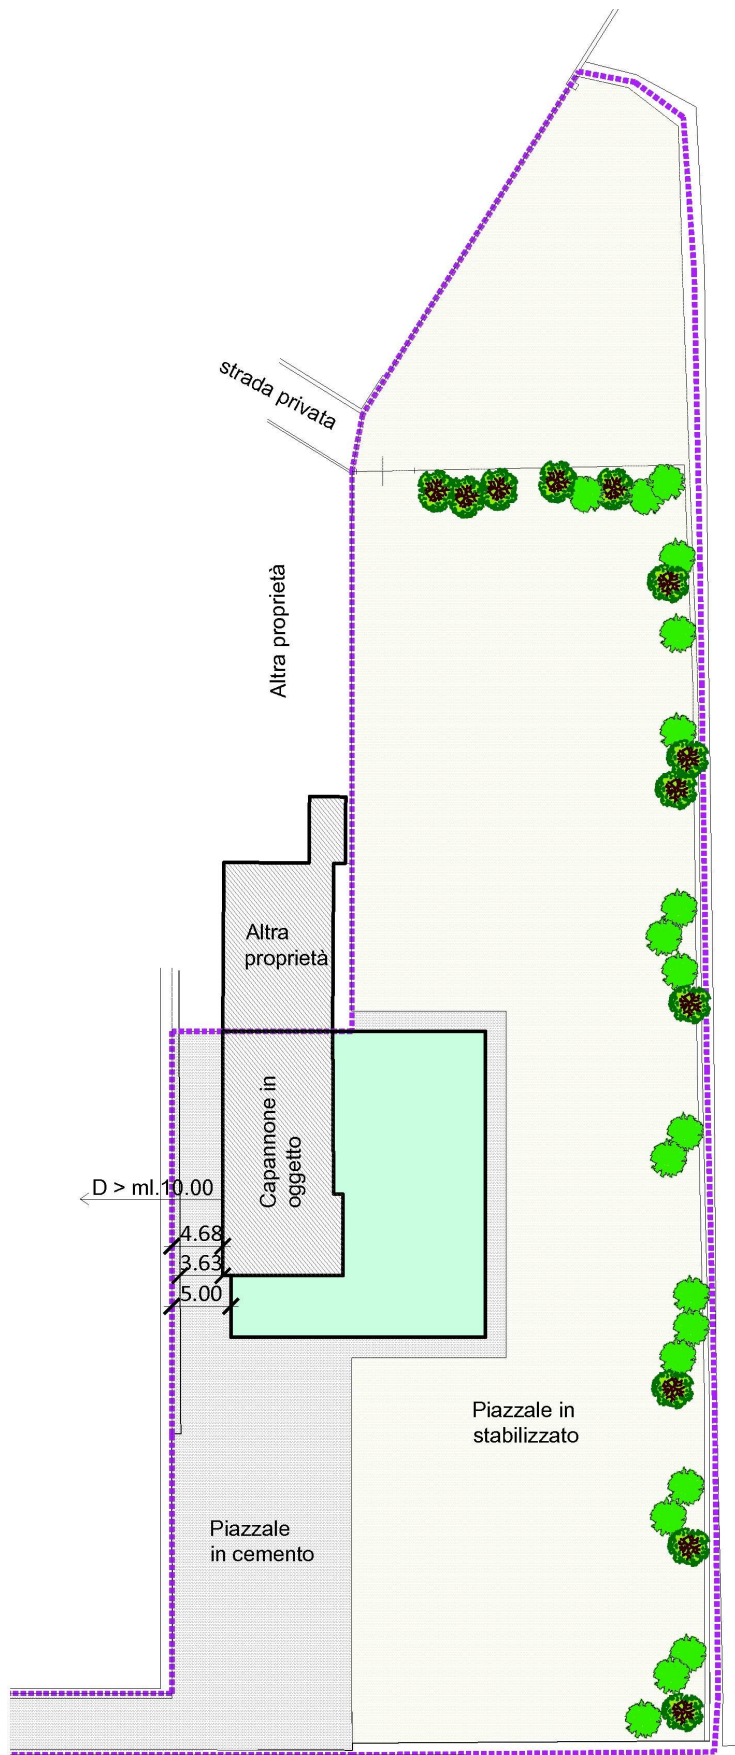 strada privata
Altra proprietà
Altra
proprietà
Capannone in
oggetto
D > ml.10.00
4.68
3.63
5.00
Piazzale in
stabilizzato
Piazzale
in cemento